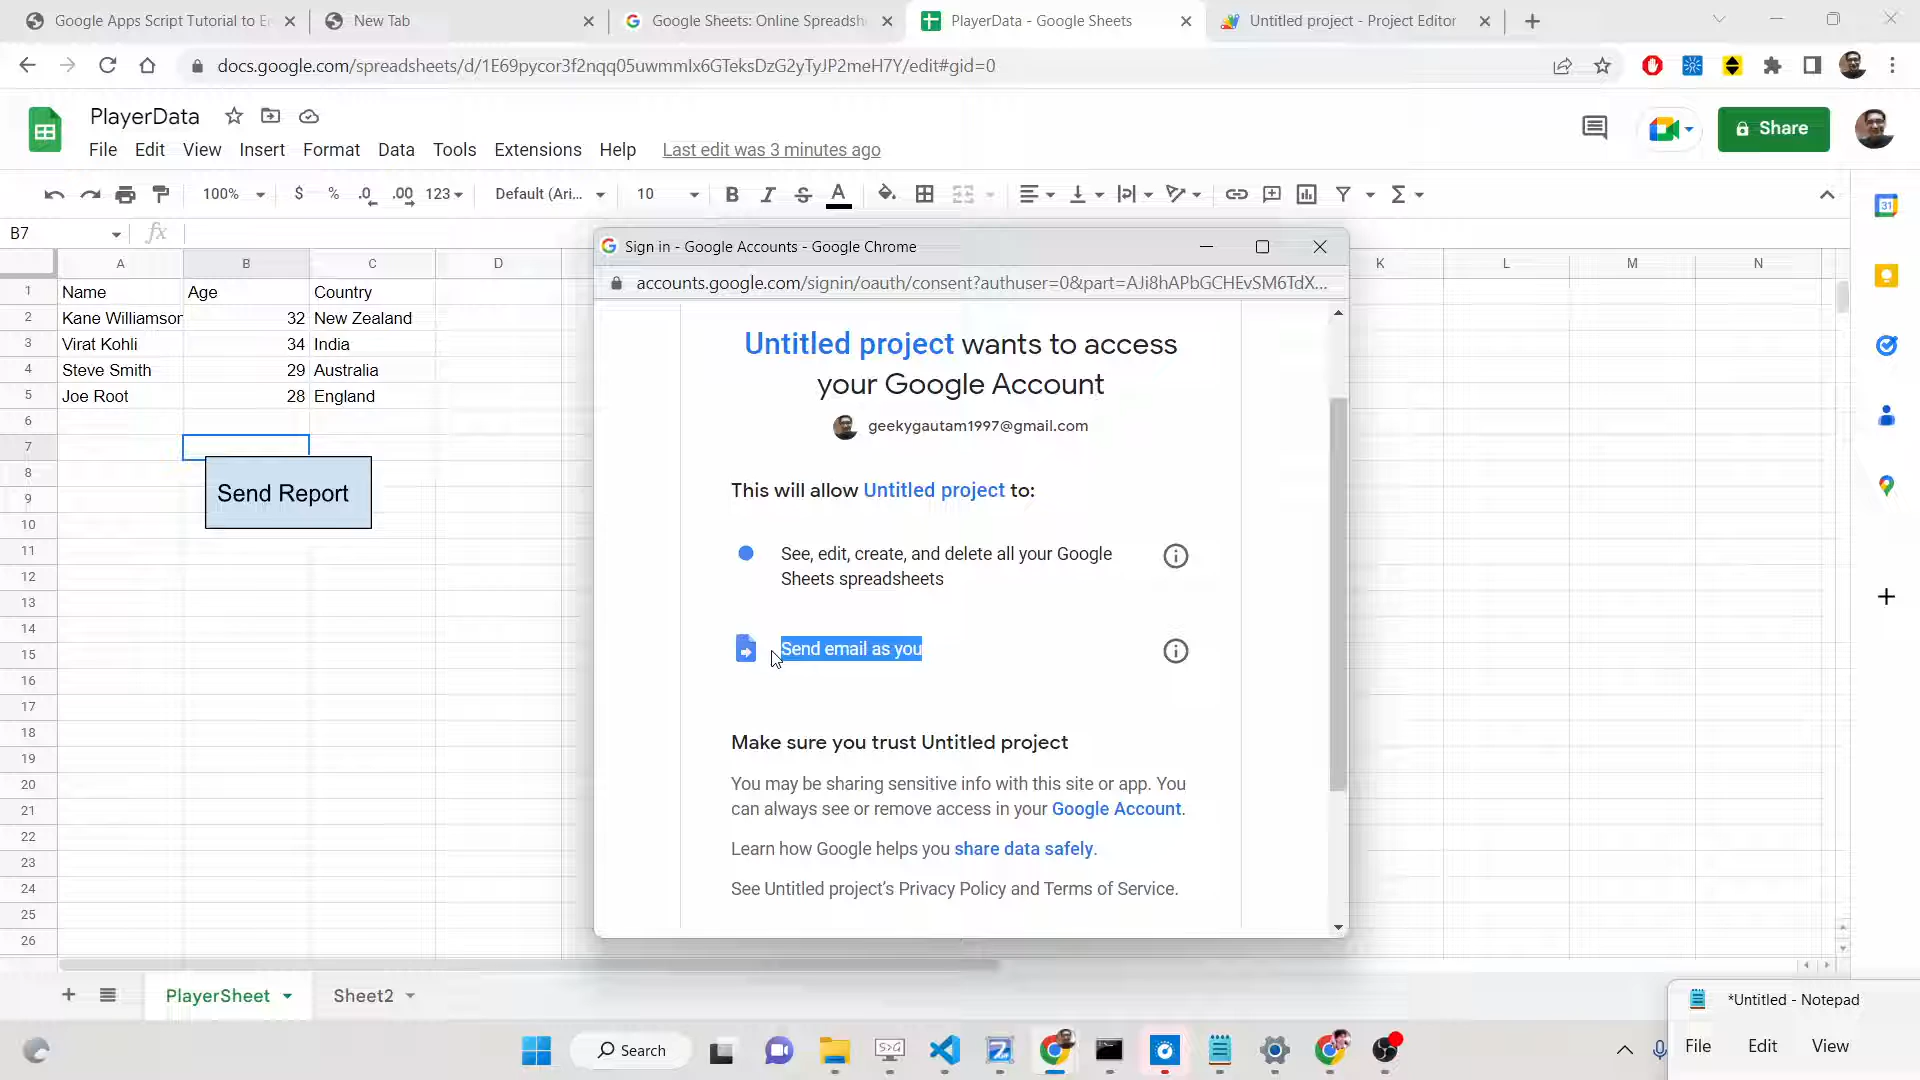 Google Apps Script Tutorial to E
New Tab
Google Sheets: Online Spreadsh
PlayerData - Google Sheets
Untitled project - Project Editor
docs.google.com/spreadsheets/d/1E69pycor3f2nqq05uwmmIx6GTeksDzG2yTyJP2meH7Y/edit#gid=0
PlayerData
Share
File Edit View Insert Format Data Tools Extensions Help Last edit was 3 minutes ago
100% $ % .0 .00 123 Default (Ari... 10 B I S A
31
B7 fx
A B C D K L M N
1 Name Age Country
2 Kane Williamson 32 New Zealand
3 Virat Kohli 34 India
4 Steve Smith 29 Australia
5 Joe Root 28 England
6
7
8
9
10
11
12
13
14
15
16
17
18
19
20
21
22
23
24
25
26
Send Report
Sign in - Google Accounts - Google Chrome
accounts.google.com/signin/oauth/consent?authuser=0&part=AJi8hAPbGCHEvSM6TdX...
Untitled project wants to access
your Google Account
geekygautam1997@gmail.com
This will allow Untitled project to:
See, edit, create, and delete all your Google
Sheets spreadsheets
Send email as you
Make sure you trust Untitled project
You may be sharing sensitive info with this site or app. You
can always see or remove access in your Google Account.
Learn how Google helps you share data safely.
See Untitled project's Privacy Policy and Terms of Service.
PlayerSheet
Sheet2
*Untitled - Notepad
File Edit View
Search